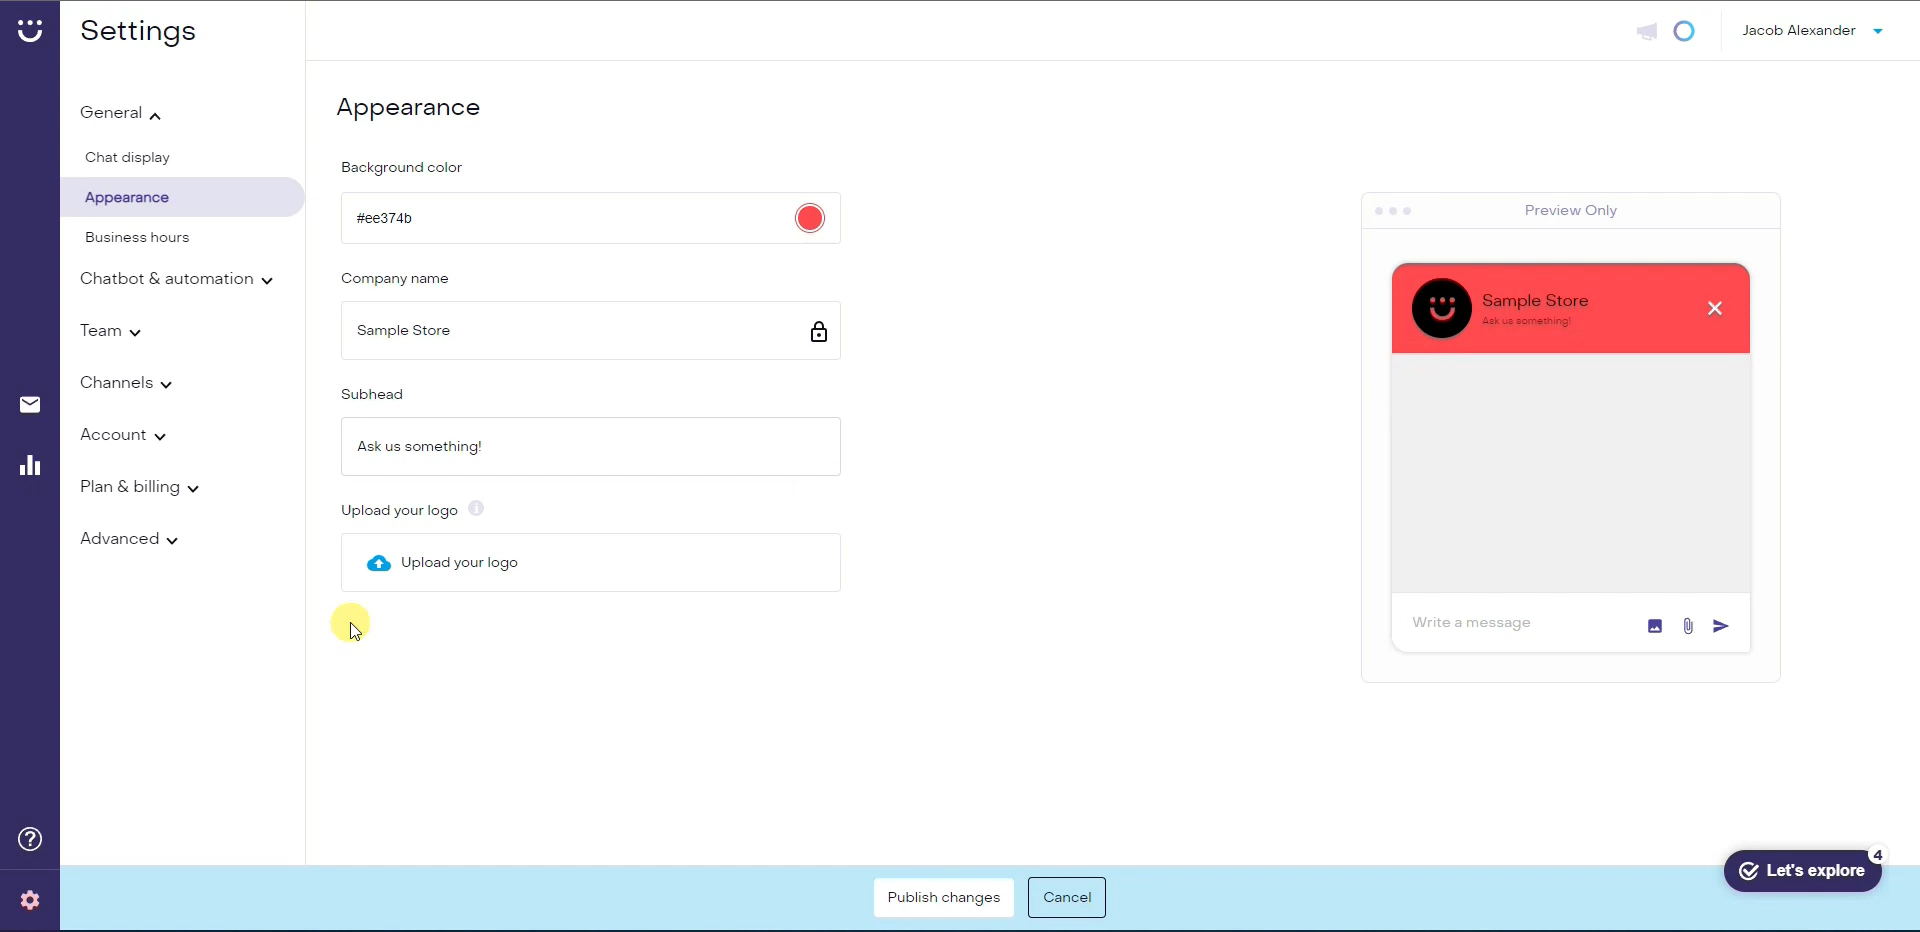 Settings
Jacob Alexander
General
Chat display
Appearance
Business hours
Chatbot & automation
Team
Channels
Account
Plan & billing
Advanced
Appearance
Background color
#ee374b
Company name
Sample Store
Subhead
Ask us something!
Upload your logo
Upload your logo
Preview Only
Sample Store
Ask us something!
Write a message
Publish changes
Cancel
Let's explore
4